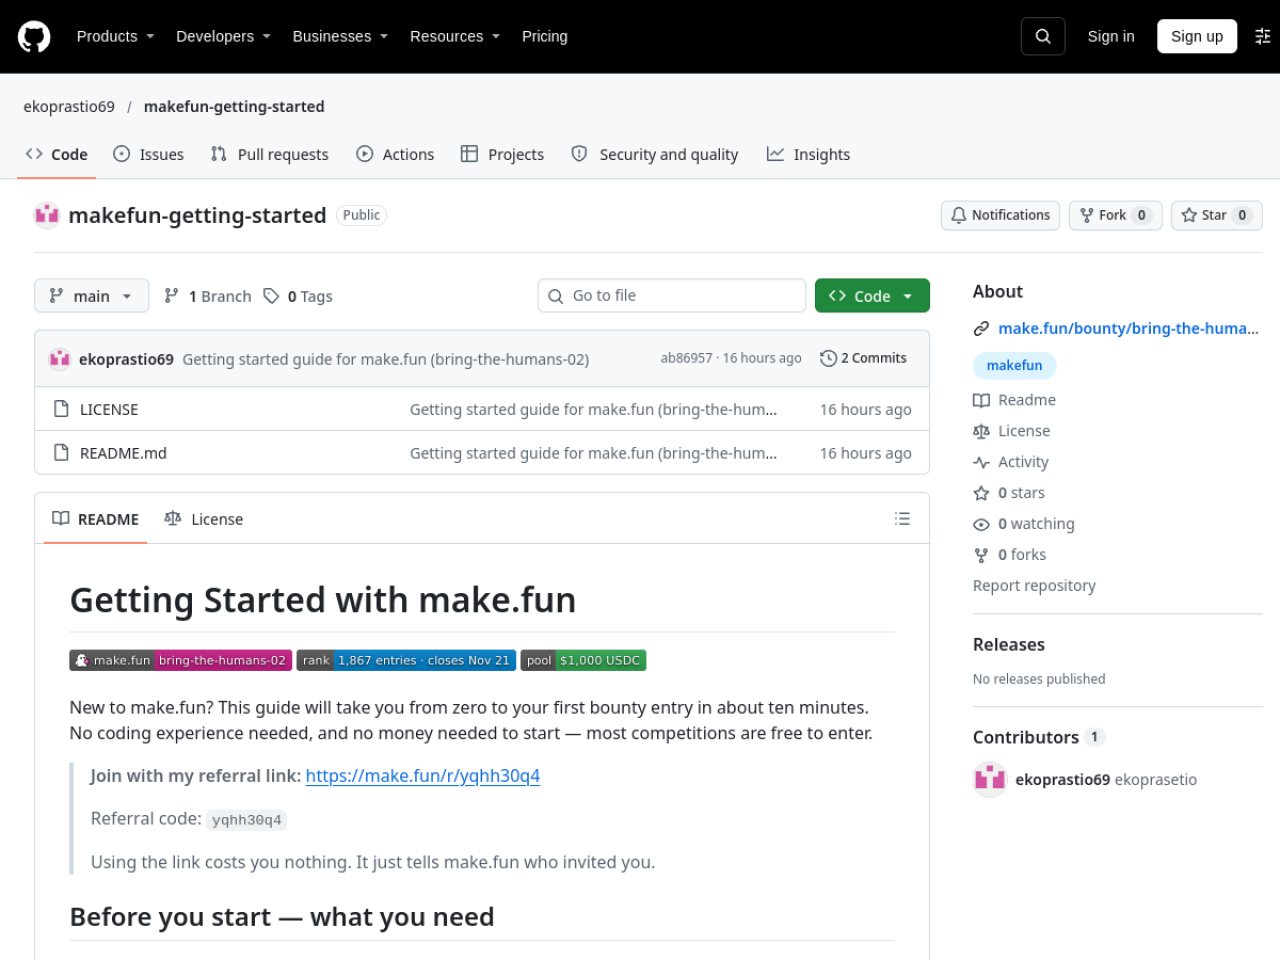 Products Developers Businesses Resources Pricing Sign in Sign up
ekoprastio69 / makefun-getting-started
Code Issues Pull requests Actions Projects Security and quality Insights
makefun-getting-started Public Notifications Fork 0 Star 0
main 1 Branch 0 Tags Go to file Code
ekoprastio69 Getting started guide for make.fun (bring-the-humans-02) ab86957 · 16 hours ago 2 Commits
LICENSE Getting started guide for make.fun (bring-the-hum... 16 hours ago
README.md Getting started guide for make.fun (bring-the-hum... 16 hours ago
README License
Getting Started with make.fun
make.fun bring-the-humans-02 rank 1,867 entries · closes Nov 21 pool $1,000 USDC
New to make.fun? This guide will take you from zero to your first bounty entry in about ten minutes.
No coding experience needed, and no money needed to start — most competitions are free to enter.
Join with my referral link: https://make.fun/r/yqhh30q4
Referral code: yqhh30q4
Using the link costs you nothing. It just tells make.fun who invited you.
Before you start — what you need
About
make.fun/bounty/bring-the-huma...
makefun
Readme
License
Activity
0 stars
0 watching
0 forks
Report repository
Releases
No releases published
Contributors 1
ekoprastio69 ekoprasetio